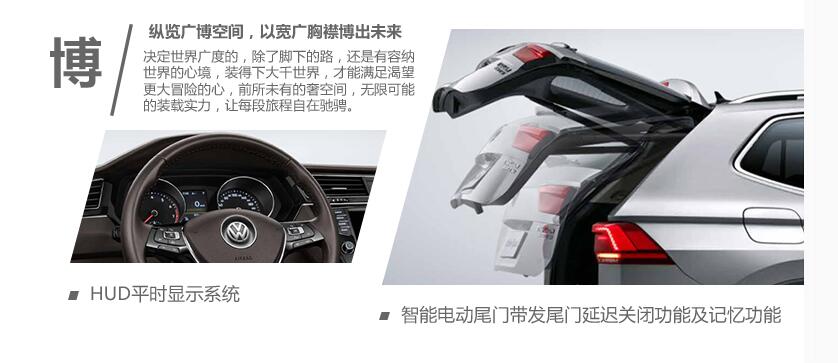 博
纵览广博空间，以宽广胸襟博出未来
决定世界广度的，除了脚下的路，还是有容纳
世界的心境，装得下大千世界，才能满足渴望
更大冒险的心，前所未有的奢空间，无限可能
的装载实力，让每段旅程自在驰骋。
HUD平时显示系统
智能电动尾门带发尾门延迟关闭功能及记忆功能